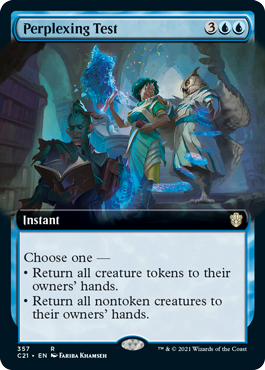 Perplexing Test 3
Instant
Choose one —
• Return all creature tokens to their
owners' hands.
• Return all nontoken creatures to
owners' hands.
357 R
C21 • EN Fariba Khamseh
™ & © 2021 Wizards of the Coast